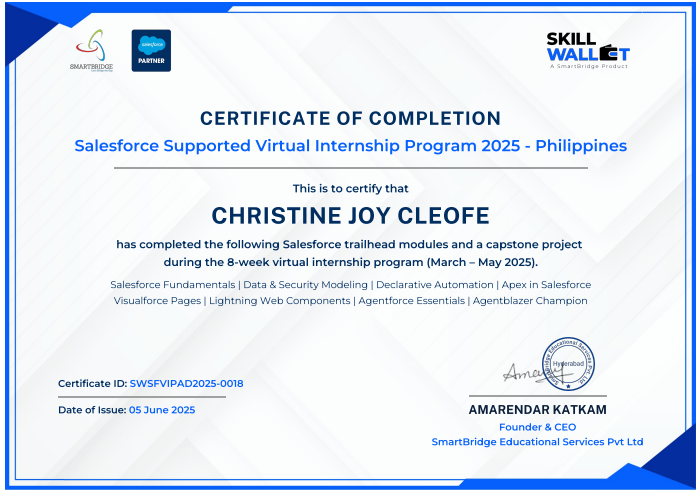 SMARTBRIDGE
salesforce
PARTNER
SKILL
WALLET
A SmartBridge Product
CERTIFICATE OF COMPLETION
Salesforce Supported Virtual Internship Program 2025 - Philippines
This is to certify that
CHRISTINE JOY CLEOFE
has completed the following Salesforce trailhead modules and a capstone project
during the 8-week virtual internship program (March – May 2025).
Salesforce Fundamentals | Data & Security Modeling | Declarative Automation | Apex in Salesforce
Visualforce Pages | Lightning Web Components | Agentforce Essentials | Agentblazer Champion
SmartBridge Educational Services Pvt. Ltd.
Hyderabad
Certificate ID: SWSFVIPAD2025-0018
Date of Issue: 05 June 2025
AMARENDAR KATKAM
Founder & CEO
SmartBridge Educational Services Pvt Ltd